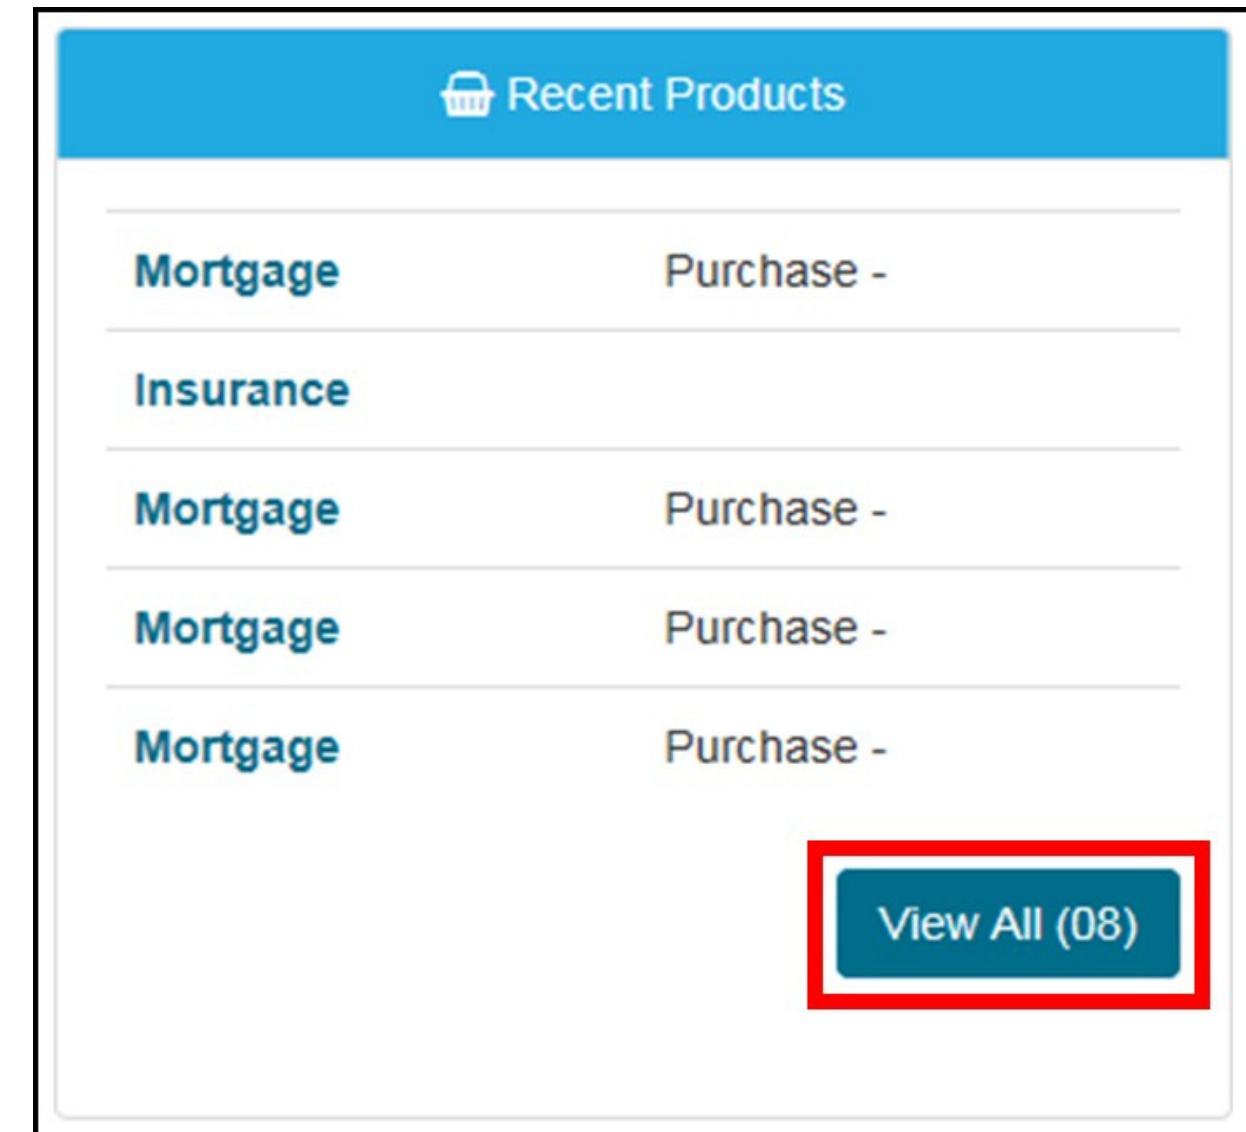 Recent Products
Mortgage Purchase -
Insurance
Mortgage Purchase -
Mortgage Purchase -
Mortgage Purchase -
View All (08)